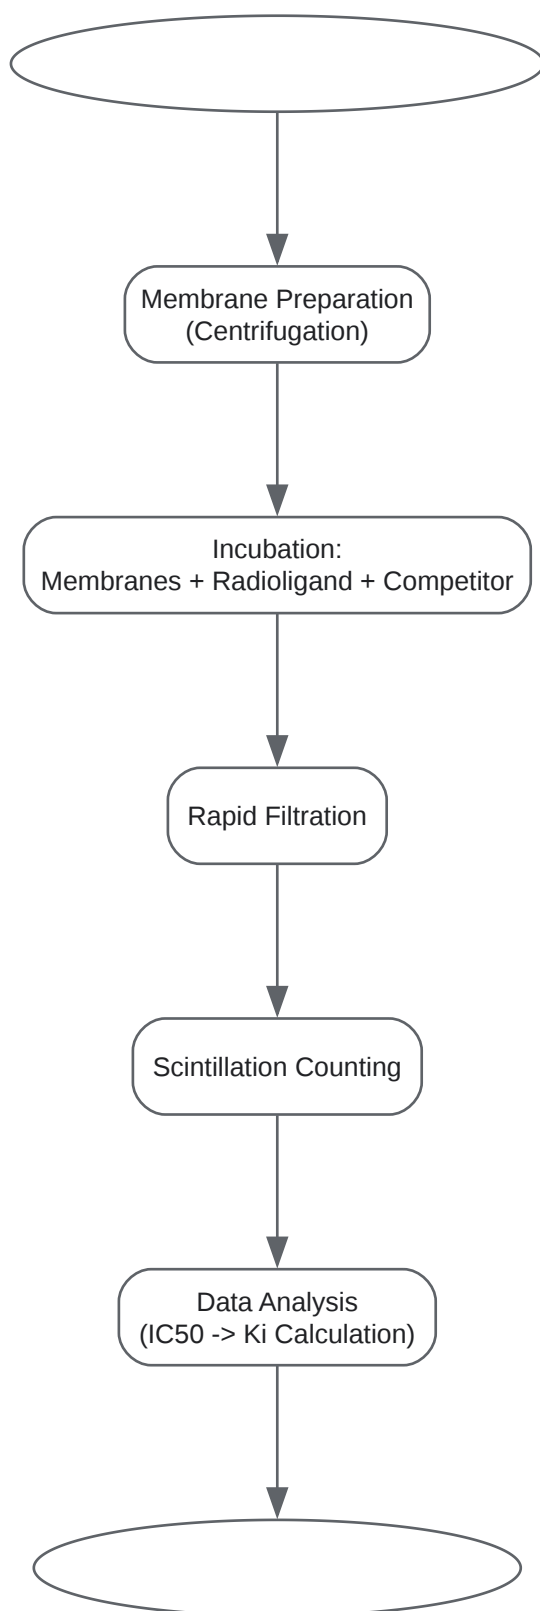 Membrane Preparation
(Centrifugation)
Incubation:
Membranes + Radioligand + Competitor
Rapid Filtration
Scintillation Counting
Data Analysis
(IC50 -> Ki Calculation)